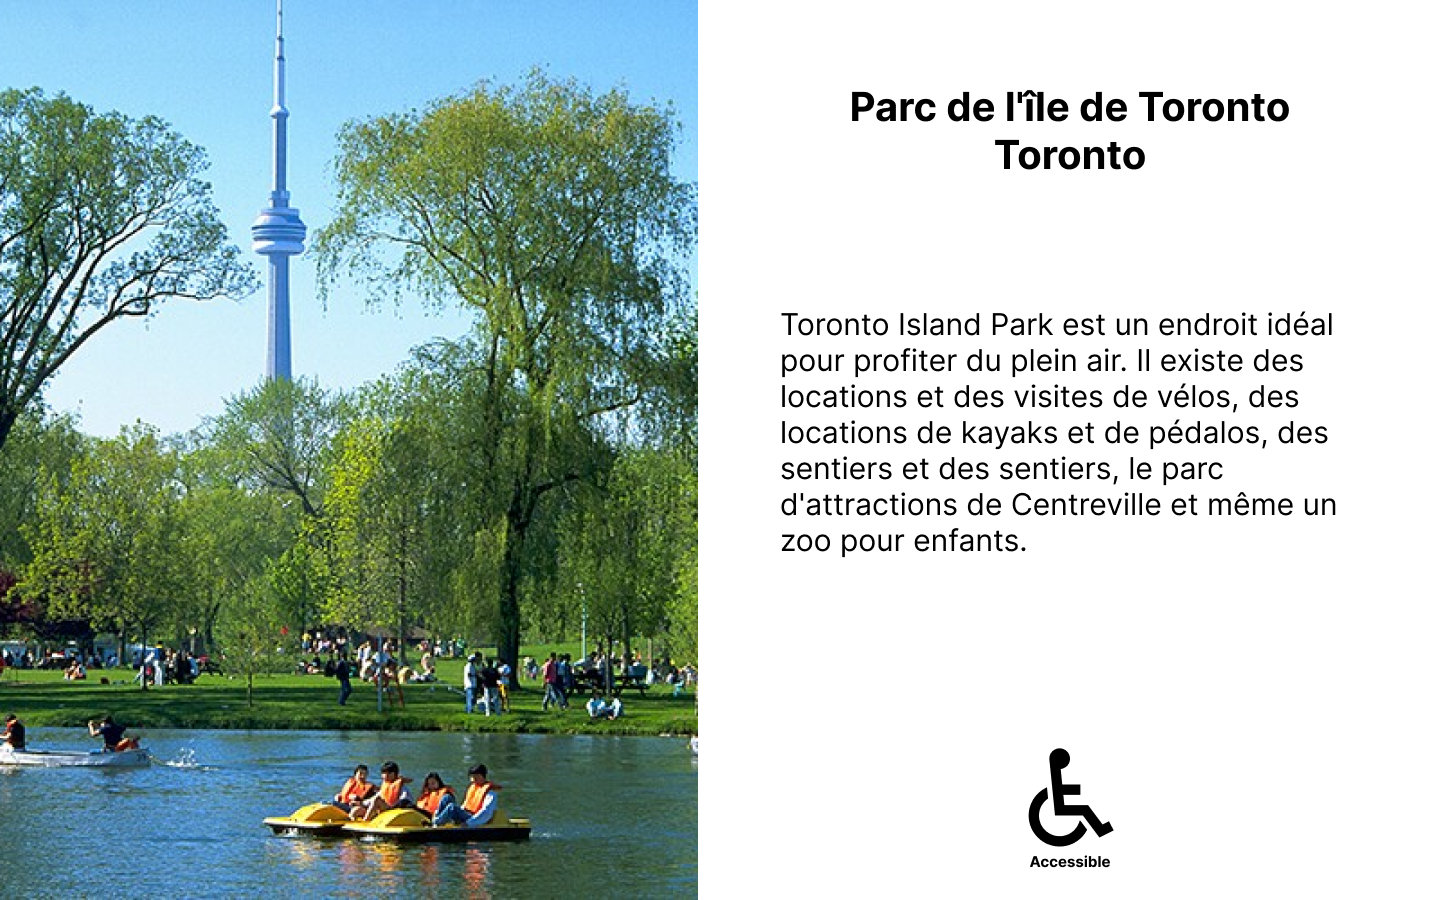 Parc de l'île de Toronto
Toronto
Toronto Island Park est un endroit idéal
pour profiter du plein air. Il existe des
locations et des visites de vélos, des
locations de kayaks et de pédalos, des
sentiers et des sentiers, le parc
d'attractions de Centreville et même un
zoo pour enfants.
Accessible